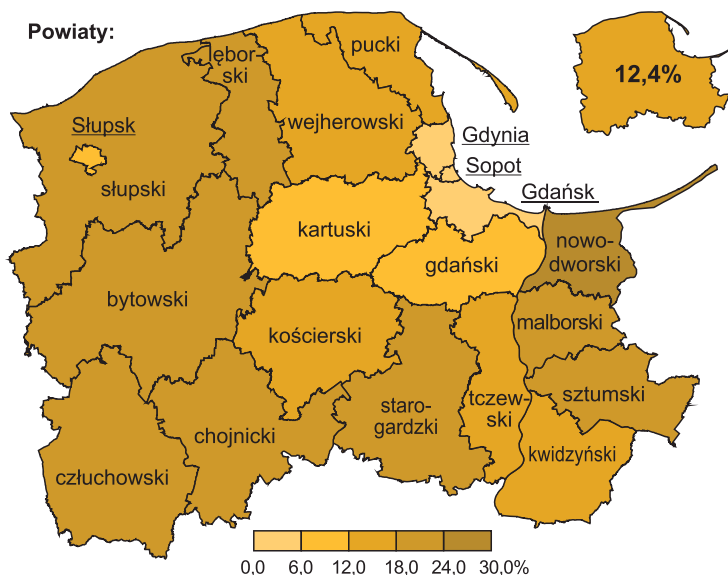 Powiaty:
pucki
12,4%
lębor-
ski
Słupsk
wejherowski
Gdynia
Sopot
słupski
Gdańsk
kartuski
nowo-
dworski
gdański
bytowski
malborski
kościerski
sztumski
staro-
gardzki
tczew-
ski
chojnicki
kwidzyński
człuchowski
0,0 6,0 12,0 18,0 24,0 30,0%